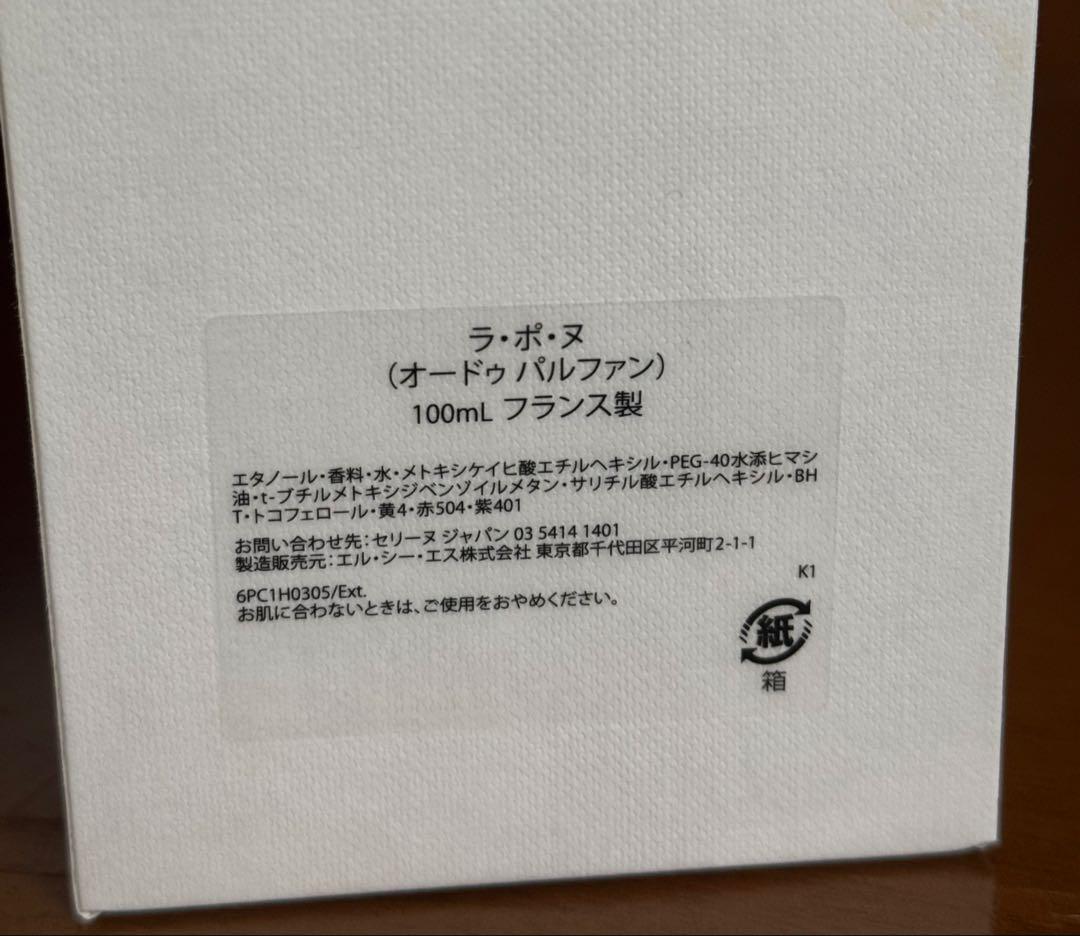 ラ・ポ・ヌ
（オードゥ パルファン）
100mL フランス製
エタノール・香料・水・メトキシケイヒ酸エチルヘキシル・PEG-40水添ヒマシ
油・t-ブチルメトキシジベンゾイルメタン・サリチル酸エチルヘキシル・BH
T・トコフェロール・黄4・赤504・紫401
お問い合わせ先：セリーヌ ジャパン 03 5414 1401
製造販売元：エル・シー・エス株式会社 東京都千代田区平河町2-1-1
K1
6PC1H0305/Ext.
お肌に合わないときは、ご使用をおやめください。
紙
箱